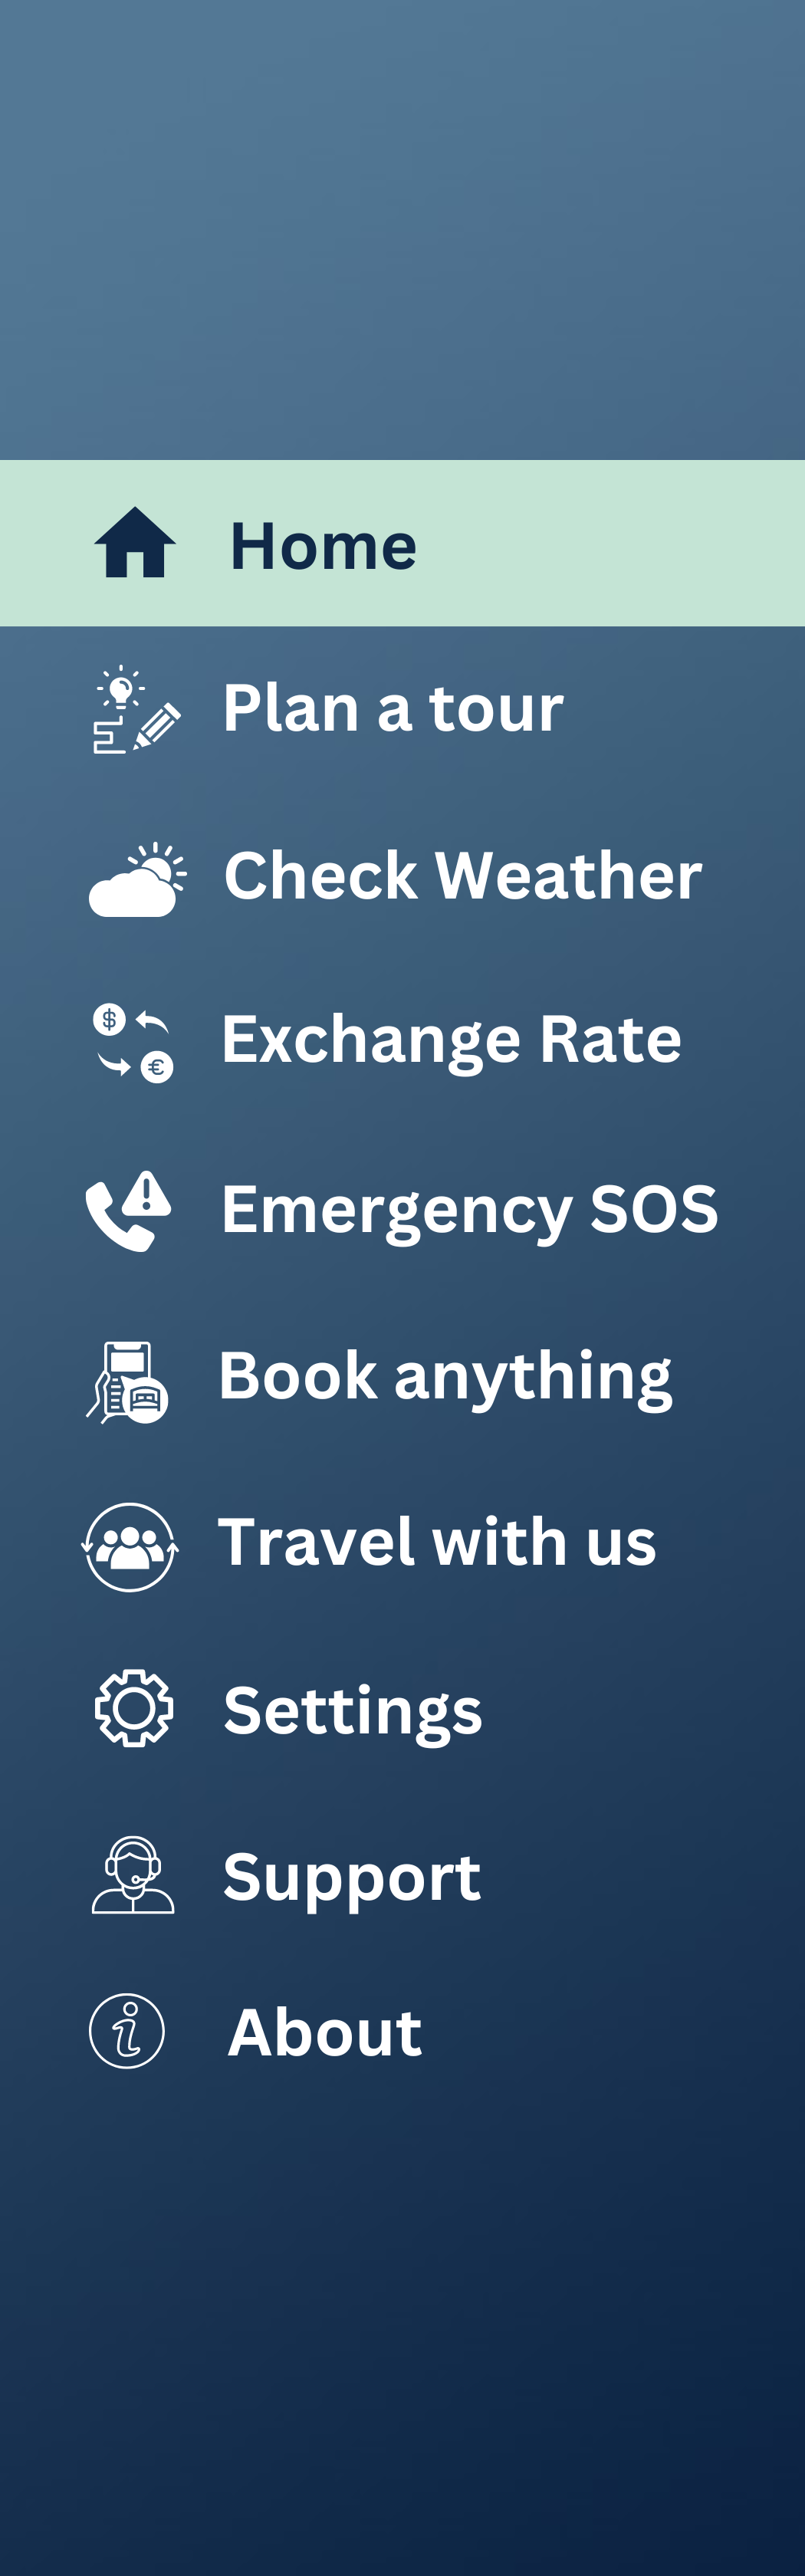 Home
Plan a tour
Check Weather
$
€
Exchange Rate
Emergency SOS
Book anything
Travel with us
Settings
Support
About